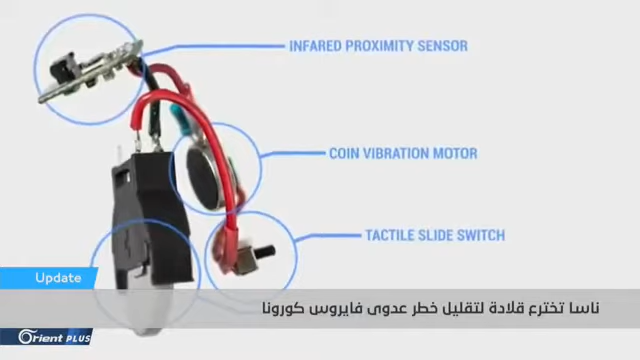 INFARED PROXIMITY SENSOR
COIN VIBRATION MOTOR
TACTILE SLIDE SWITCH
Update
ناسا تخترع قلادة لتقليل خطر عدوى فايروس كورونا
Orient PLUS